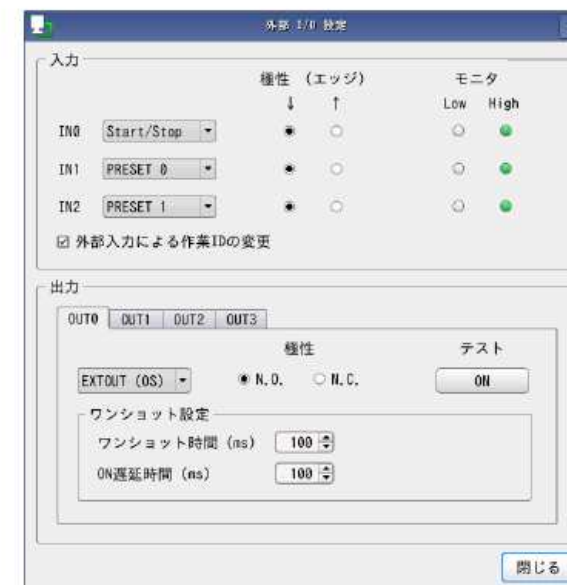 外部 I/O 設定
入力
極性 (エッジ) モニタ
↓ ↑ Low High
IN0 Start/Stop
IN1 PRESET 0
IN2 PRESET 1
外部入力による作業IDの変更
出力
OUT0 OUT1 OUT2 OUT3
極性 テスト
EXTOUT (OS) N.O. N.C. ON
ワンショット設定
ワンショット時間 (ms) 100
ON遅延時間 (ms) 100
閉じる